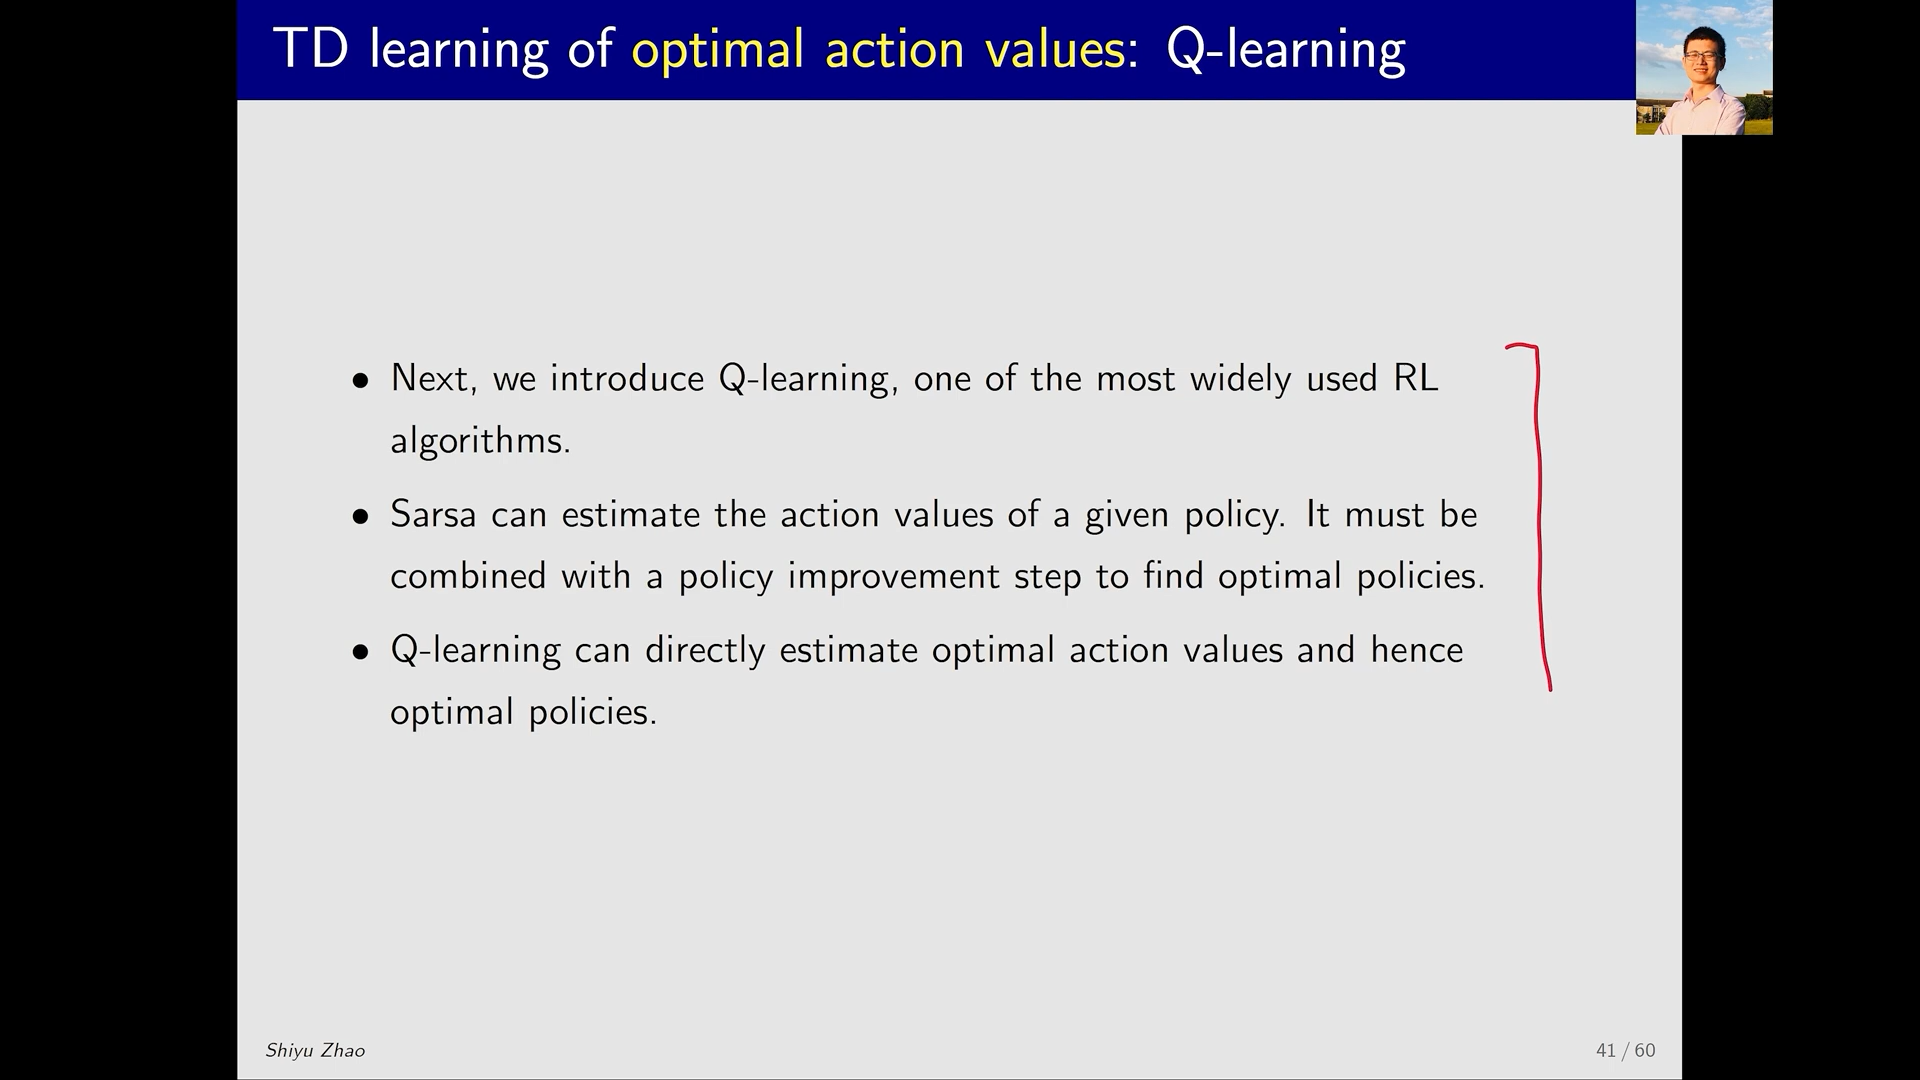 TD learning of optimal action values: Q-learning
• Next, we introduce Q-learning, one of the most widely used RL
algorithms.
• Sarsa can estimate the action values of a given policy. It must be
combined with a policy improvement step to find optimal policies.
• Q-learning can directly estimate optimal action values and hence
optimal policies.
Shiyu Zhao
41 / 60